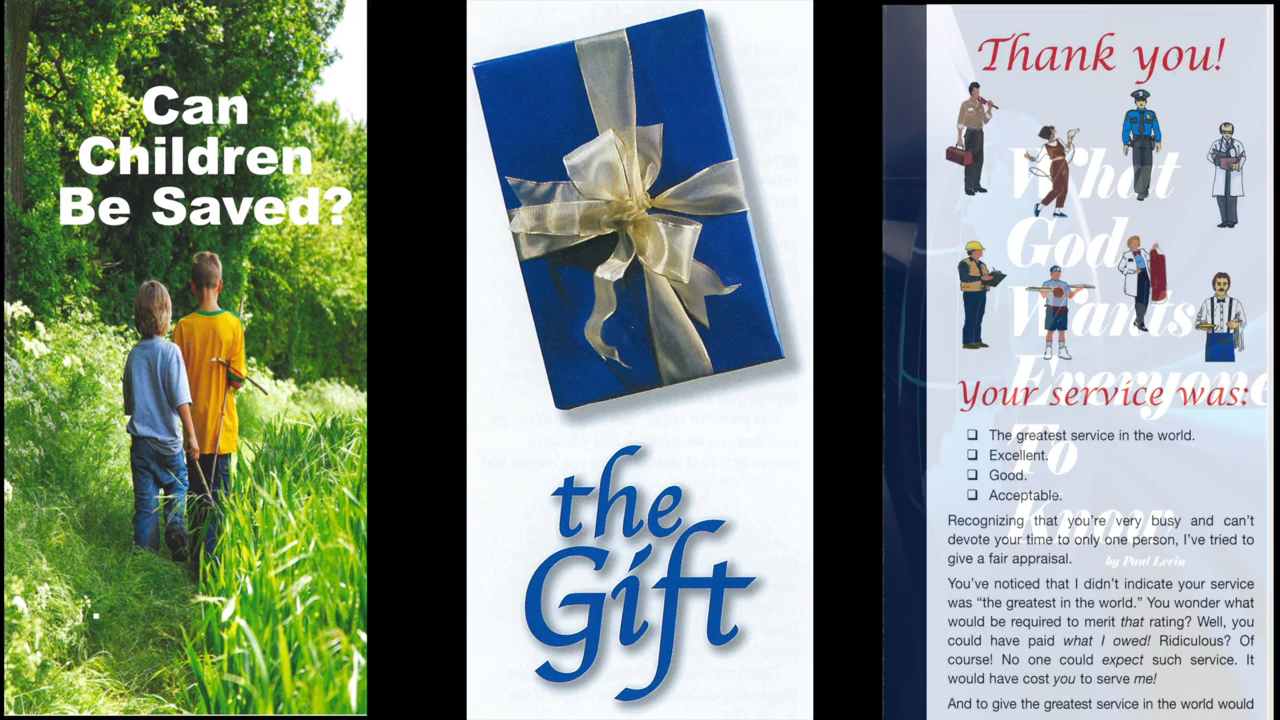 Can
Children
Be Saved?
the
Gift
Thank you!
What
God
Wants
Everyone
To
Know
by Paul Levin
Your service was:
❑ The greatest service in the world.
❑ Excellent.
❑ Good.
❑ Acceptable.
Recognizing that you're very busy and can't
devote your time to only one person, I've tried to
give a fair appraisal.
You've noticed that I didn't indicate your service
was “the greatest in the world.” You wonder what
would be required to merit that rating? Well, you
could have paid what I owed! Ridiculous? Of
course! No one could expect such service. It
would have cost you to serve me!
And to give the greatest service in the world would